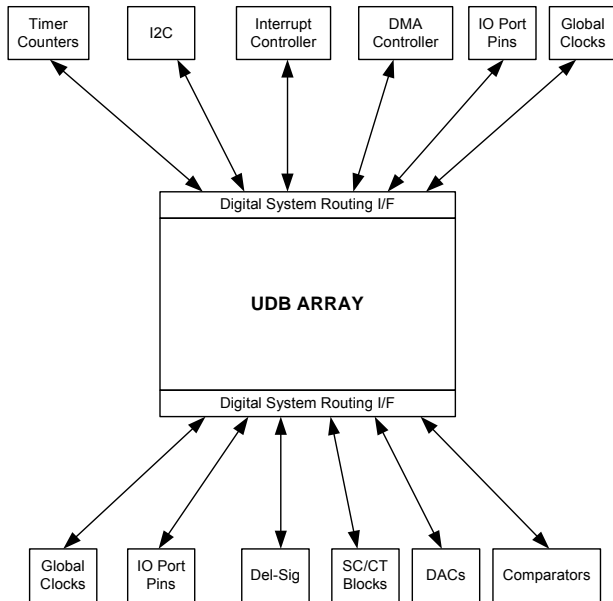 Timer
Counters
I2C
Interrupt
Controller
DMA
Controller
IO Port
Pins
Global
Clocks
Digital System Routing I/F
UDB ARRAY
Digital System Routing I/F
Global
Clocks
IO Port
Pins
Del-Sig
SC/CT
Blocks
DACs
Comparators